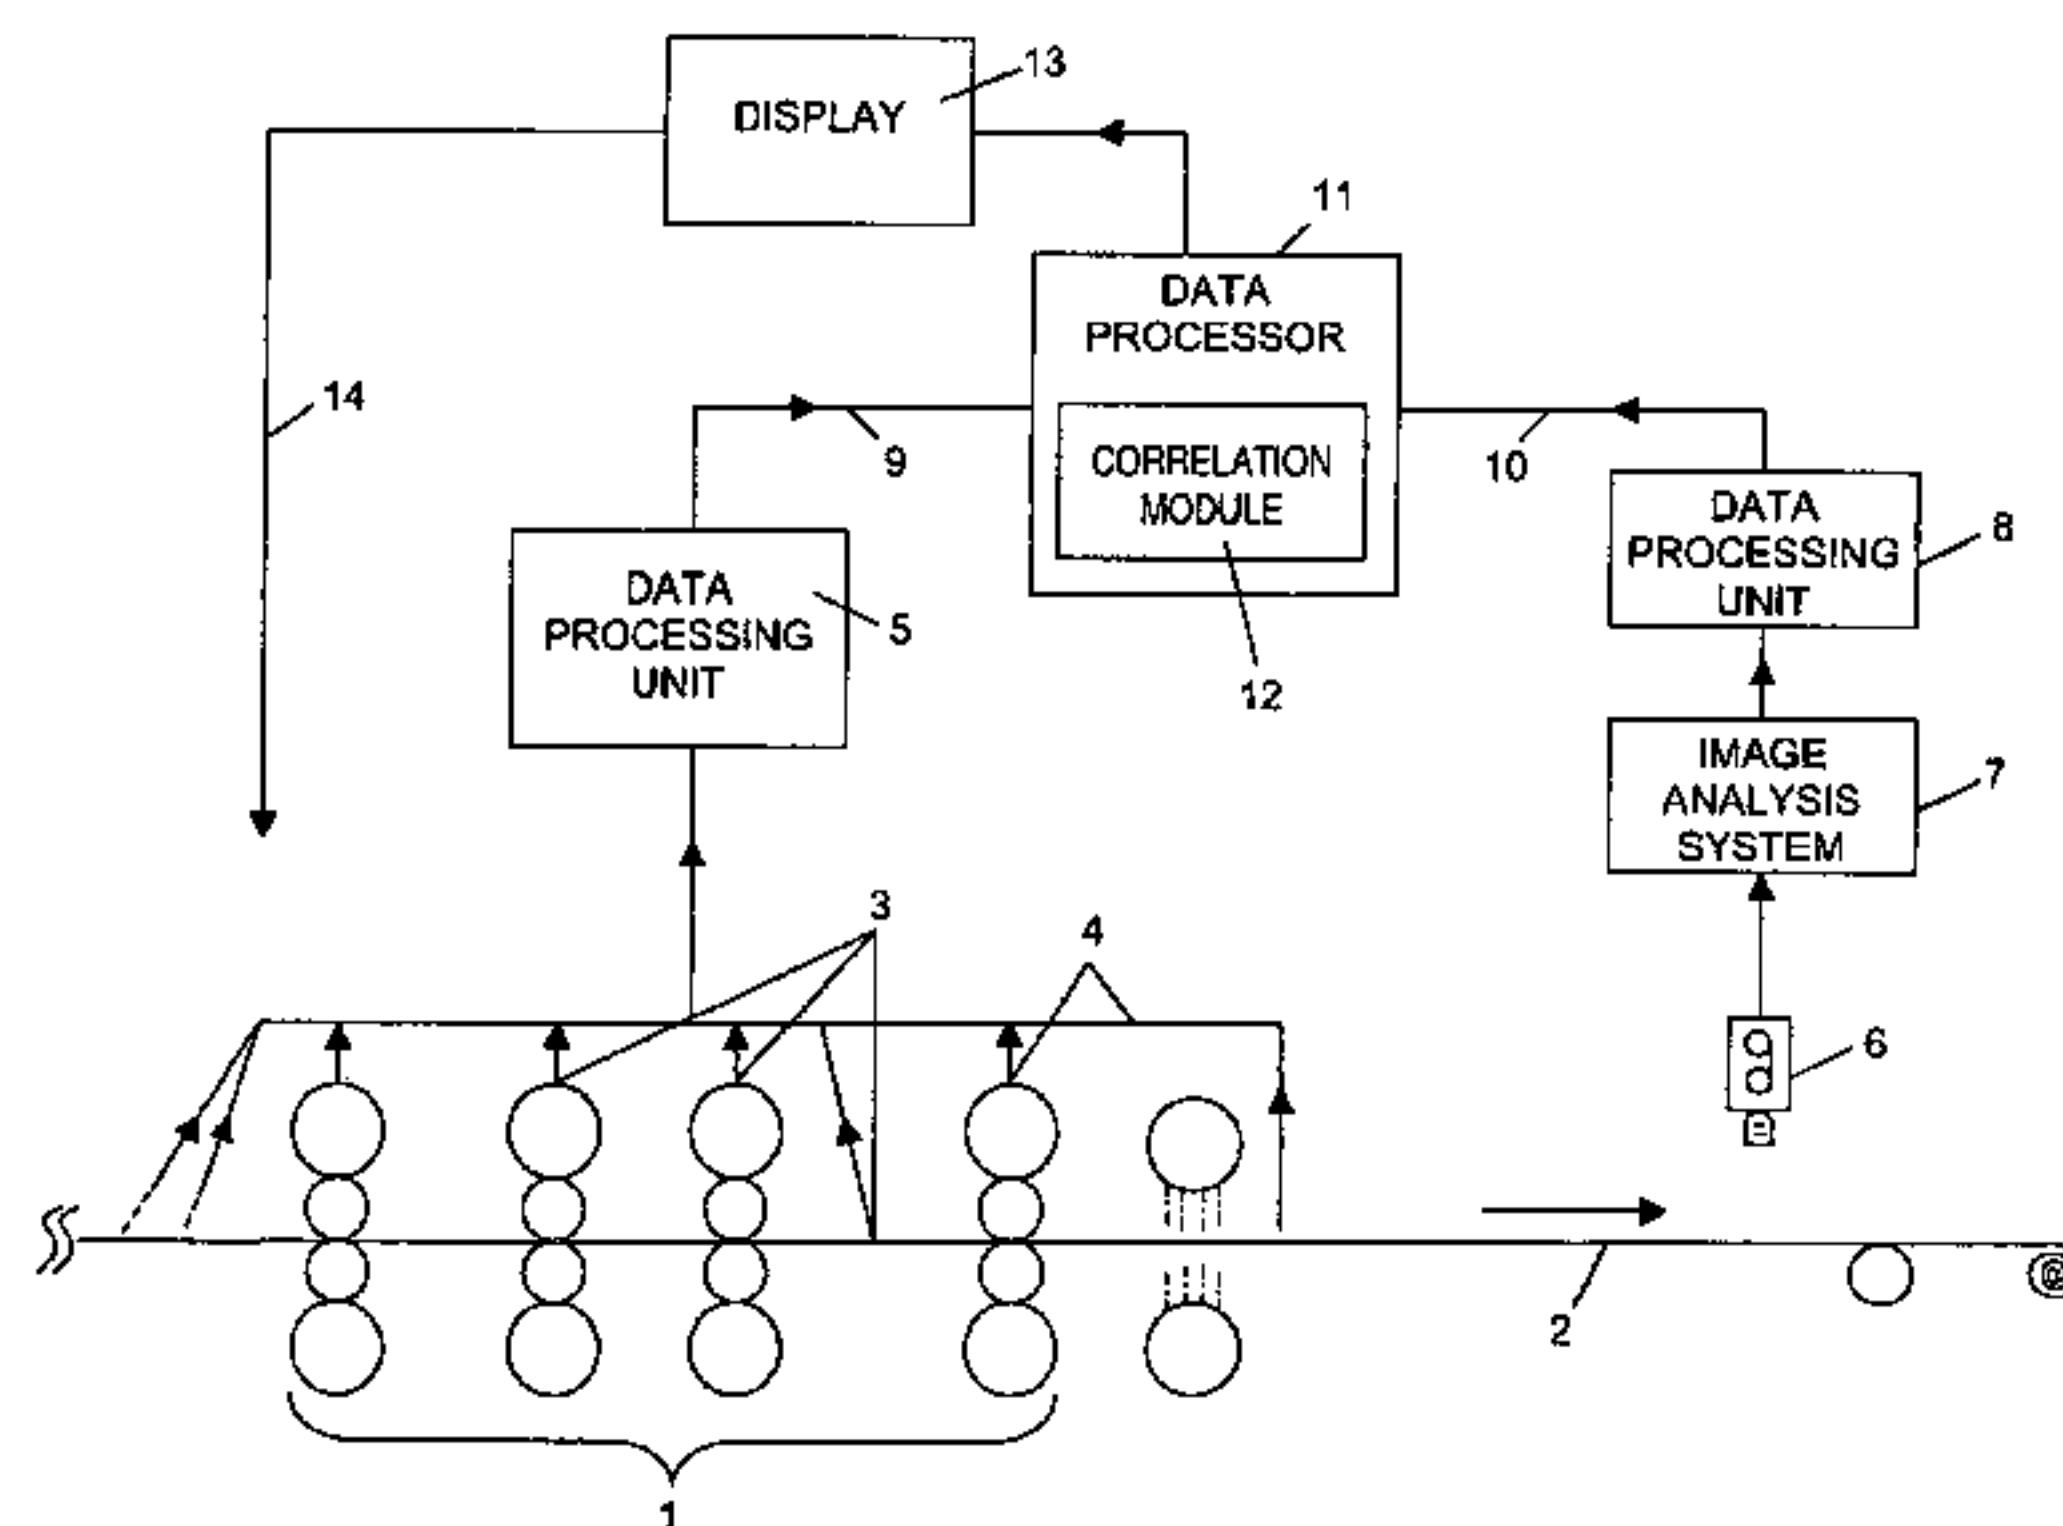 13
DISPLAY
11
DATA
PROCESSOR
14
9
CORRELATION
MODULE
10
DATA
PROCESSING
UNIT
8
DATA
PROCESSING
UNIT
5
12
IMAGE
ANALYSIS
SYSTEM
7
3
4
6
2
1